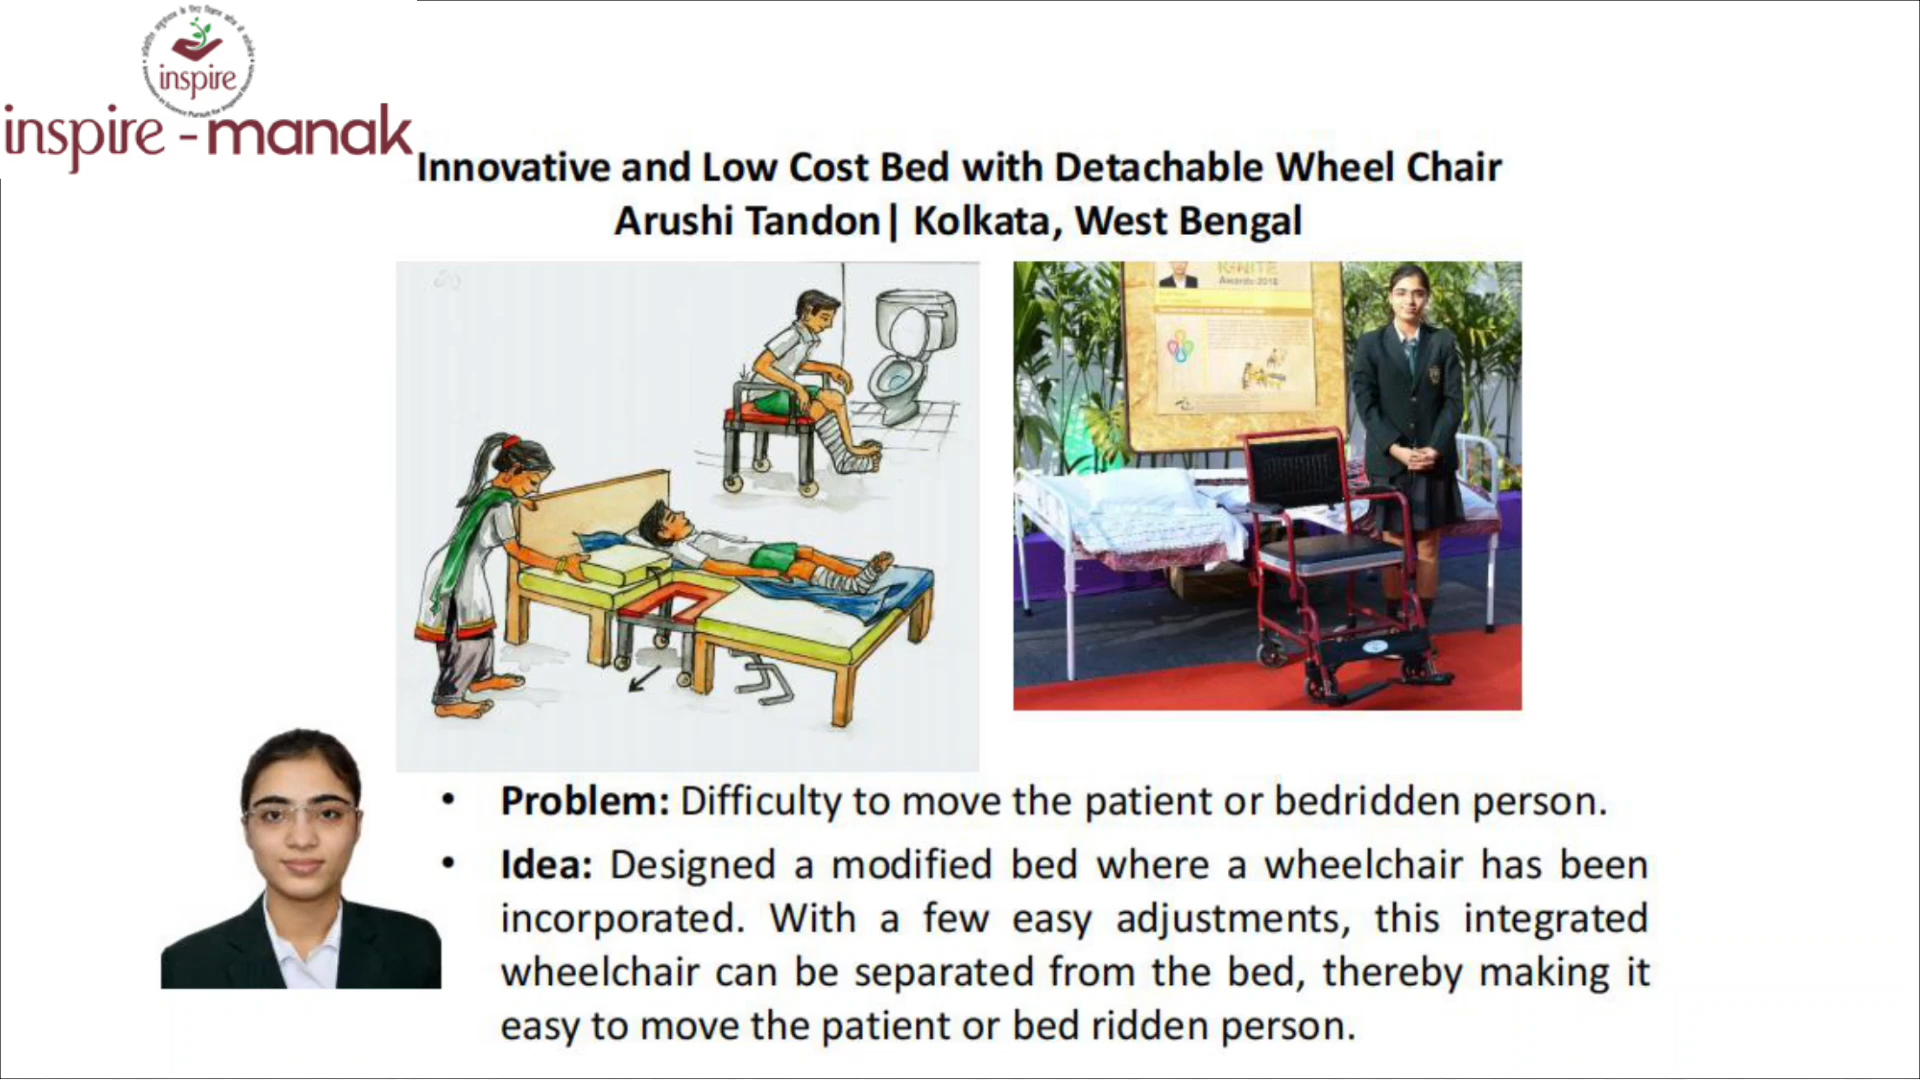 inspire
inspire - manak
Innovative and Low Cost Bed with Detachable Wheel Chair
Arushi Tandon| Kolkata, West Bengal
IGNITE
Awards-2018
• Problem: Difficulty to move the patient or bedridden person.
• Idea: Designed a modified bed where a wheelchair has been
incorporated. With a few easy adjustments, this integrated
wheelchair can be separated from the bed, thereby making it
easy to move the patient or bed ridden person.